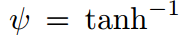 ψ = tanh⁻¹